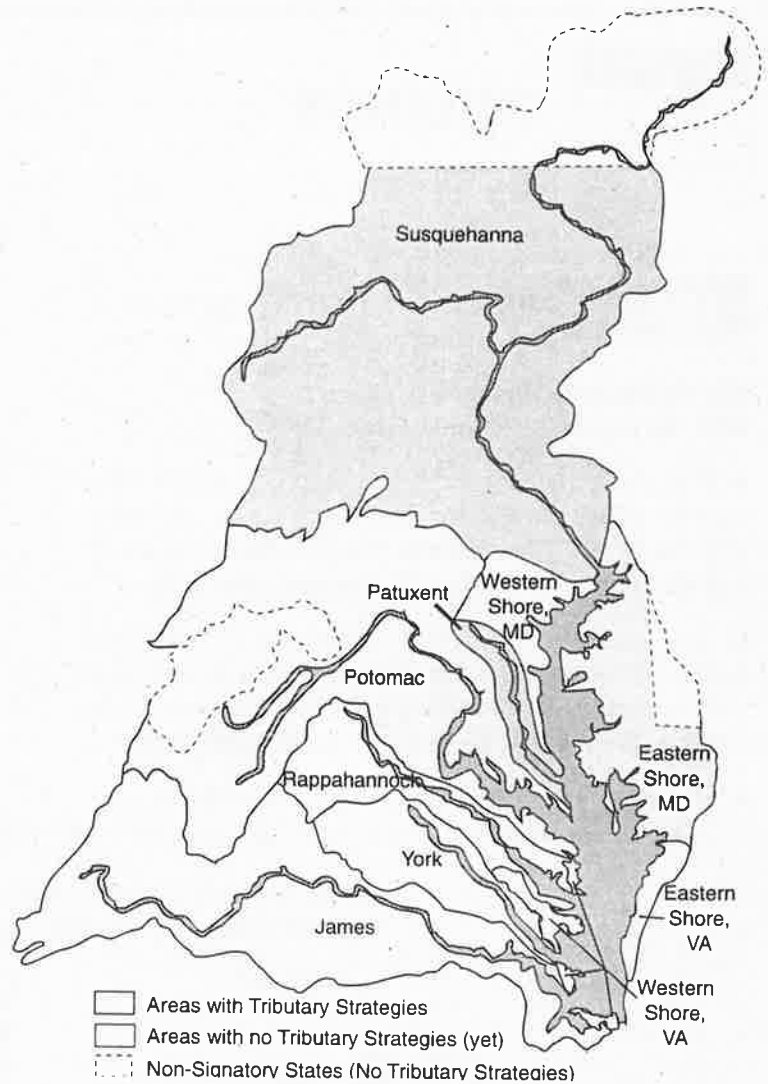 Susquehanna
Patuxent
Western
Shore,
MD
Potomac
Rappahannock
Eastern
Shore,
MD
York
Eastern
Shore,
VA
James
Western
Shore,
VA
Areas with Tributary Strategies
Areas with no Tributary Strategies (yet)
Non-Signatory States (No Tributary Strategies)